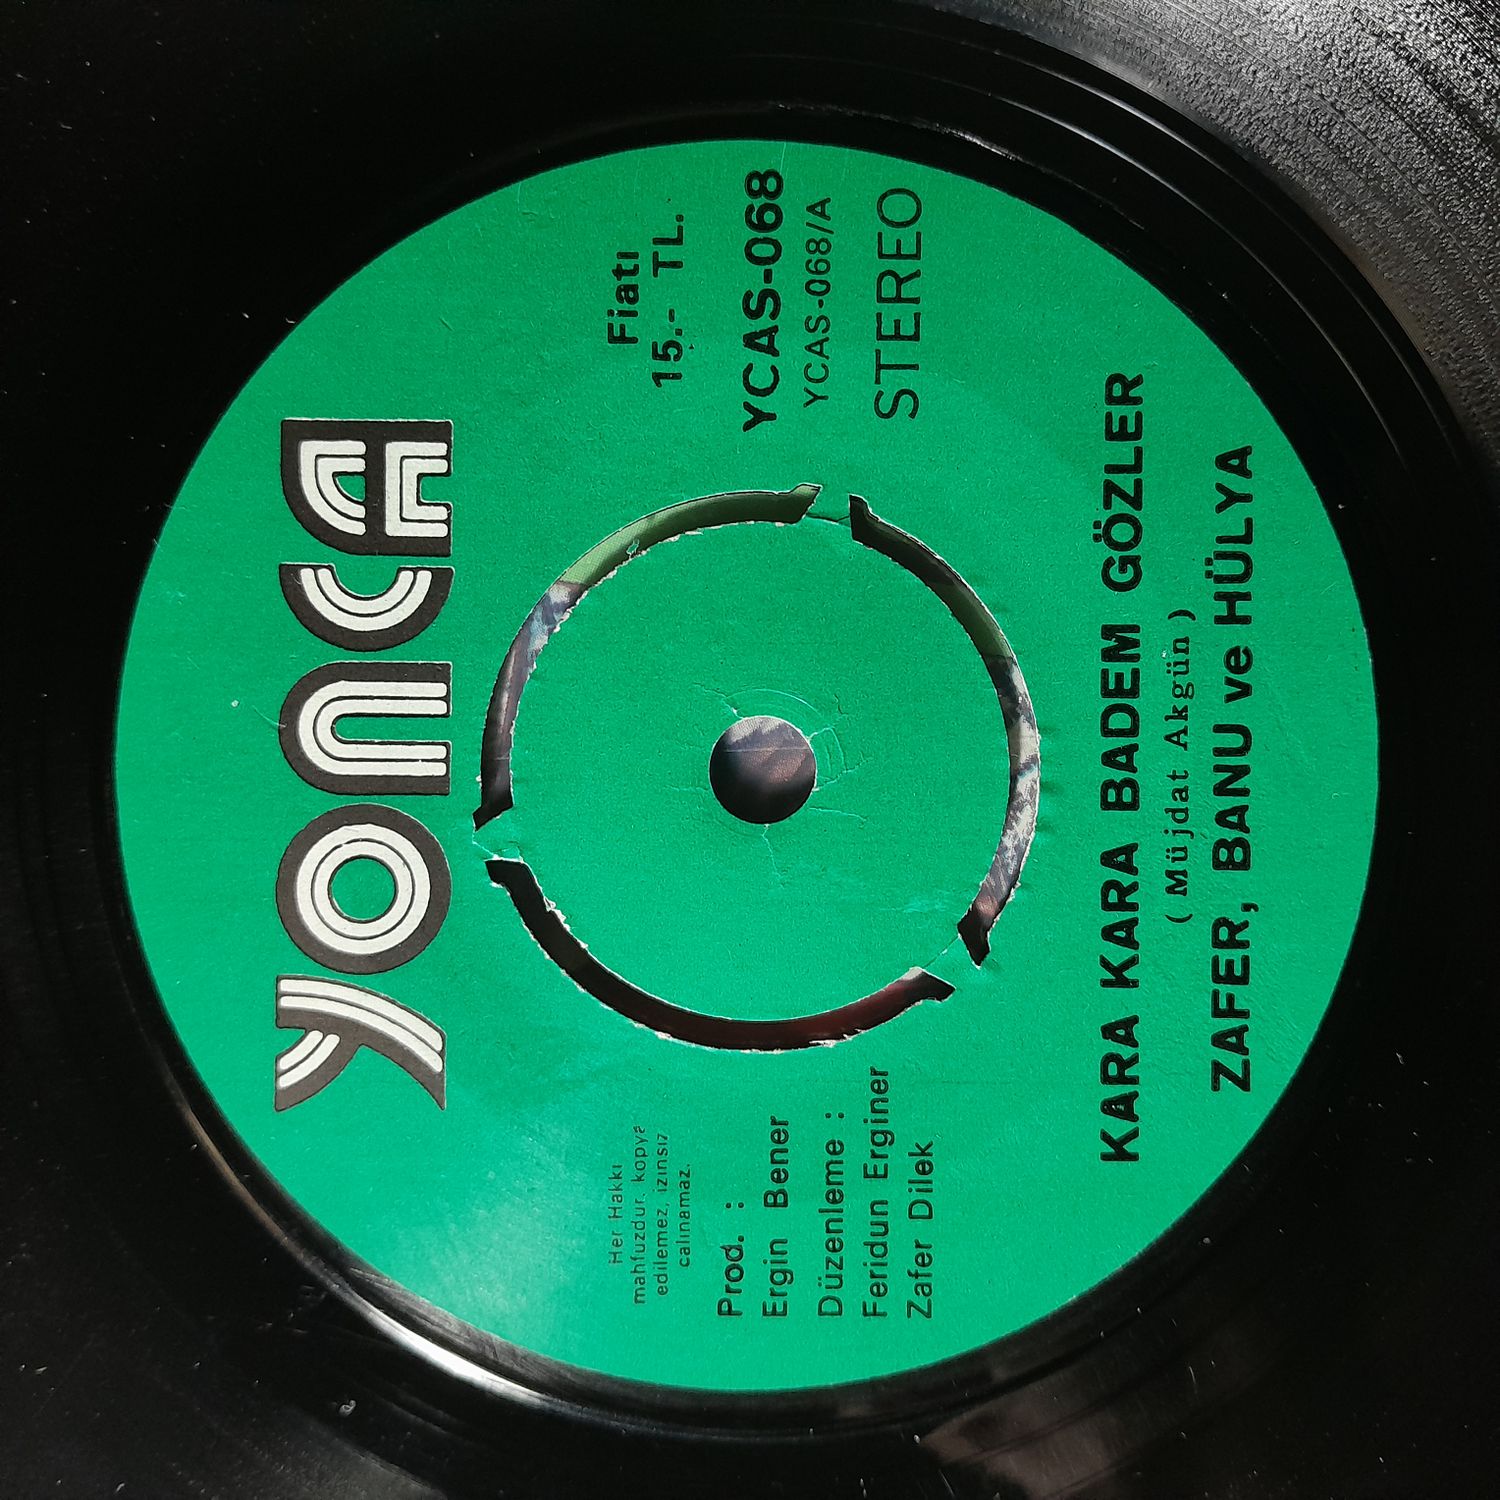 YONCA
Her Hakkı
mahfuzdur. kopye
edilemez, izinsiz
calınamaz.
Prod. :
Ergin Bener
Düzenleme :
Feridun Erginer
Zafer Dilek
Fiatı
15.- TL.
YCAS-068
YCAS-068/A
STEREO
KARA KARA BADEM GÖZLER
( Müjdat Akgün )
ZAFER, BANU ve HÜLYA